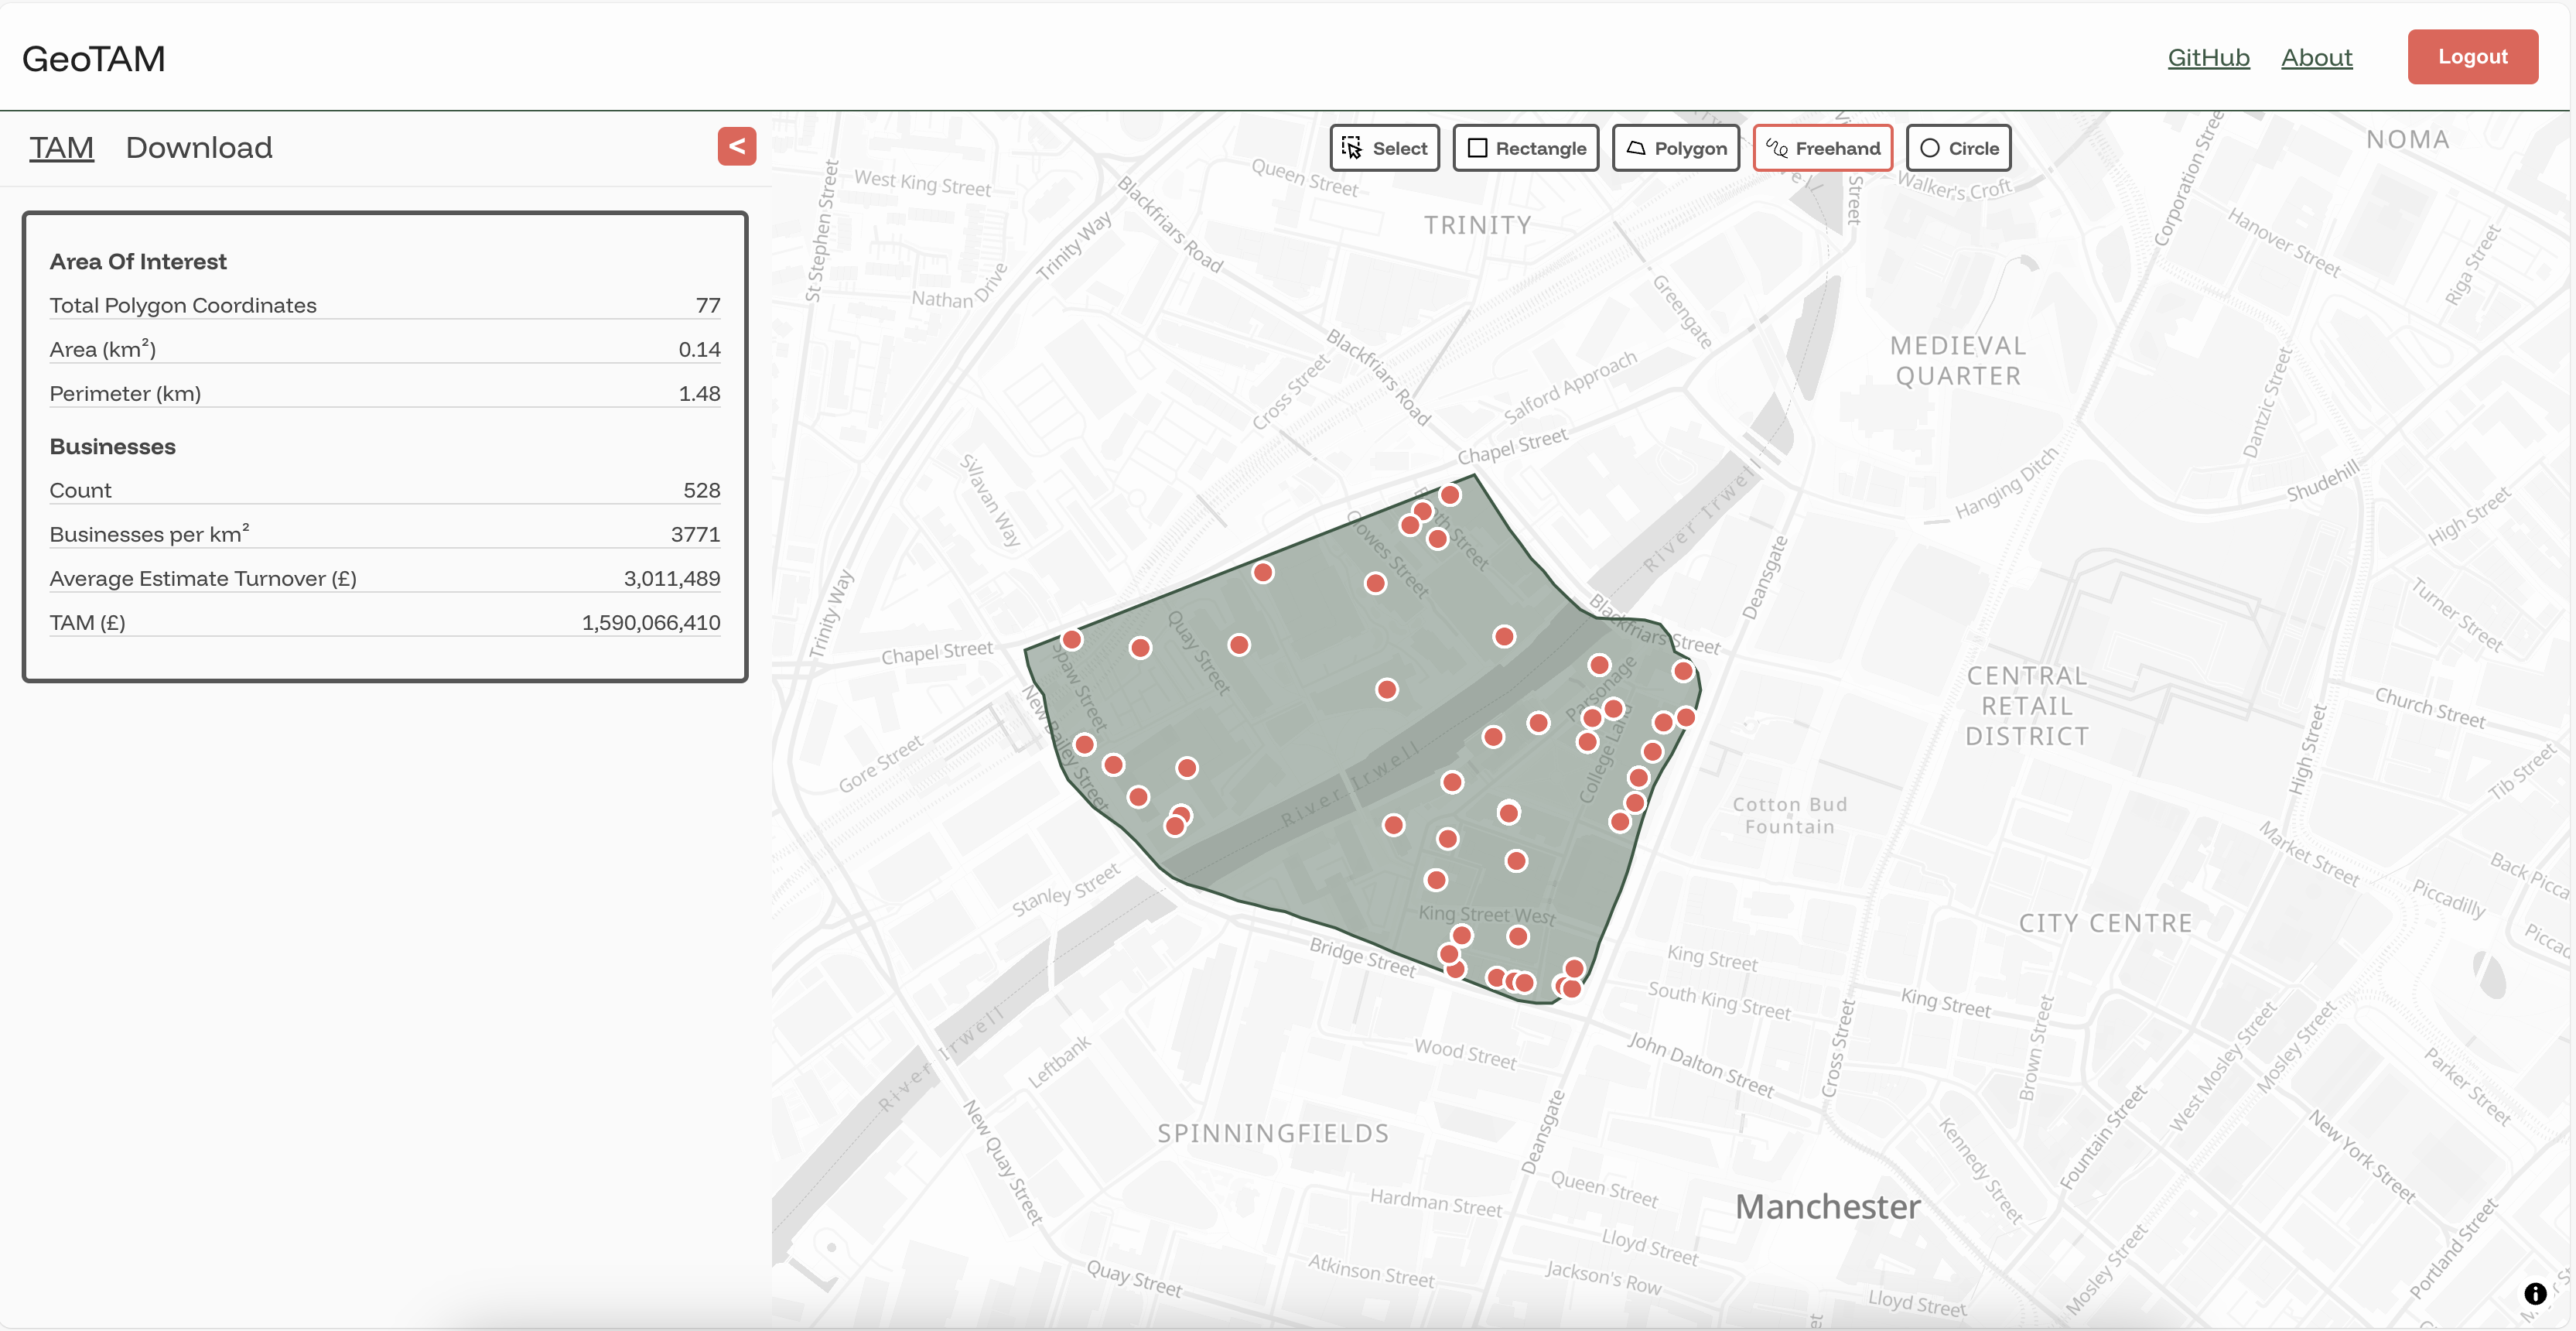 GeoTAM
GitHub
About
Logout
TAM
Download
<
Select
Rectangle
Polygon
Freehand
Circle
Area Of Interest
Total Polygon Coordinates 77
Area (km²) 0.14
Perimeter (km) 1.48
Businesses
Count 528
Businesses per km² 3771
Average Estimate Turnover (£) 3,011,489
TAM (£) 1,590,066,410
NOMA
West King Street
Queen Street
Walker's Croft
Street
Corporation Street
St Stephen Street
Blackfriars Road
Trinity Way
TRINITY
Hanover Street
Riga Street
Nathan Drive
Greengate
Blackfriars Road
MEDIEVAL
QUARTER
Cross Street
Salford Approach
Dantzic Street
Chapel Street
Silavan Way
Hanging Ditch
Shudehill
River Irwell
High Street
Gowes Street
Deansgate
Trinity Way
Turner Street
Blackfriars Street
Quay Street
Chapel Street
Spaw Street
Parsonage
CENTRAL
RETAIL
DISTRICT
Church Street
New Bailey Street
College Land
Gore Street
River Irwell
High Street
Tib Street
Cotton Bud
Fountain
Market Street
Stanley Street
Back Picca
Piccadilly
King Street West
CITY CENTRE
Bridge Street
King Street
South King Street
King Street
Piccad
River Irwell
Leftbank
Wood Street
John Dalton Street
Cross Street
Brown Street
West Mosley Street
Mosley Street
Parker Street
New Quay Street
SPINNINGFIELDS
Deansgate
Kennedy Street
Fountain Street
New York Street
Hardman Street
Queen Street
Manchester
Lloyd Street
Quay Street
Atkinson Street
Jackson's Row
Lloyd Street
Mosley Street
Portland Street